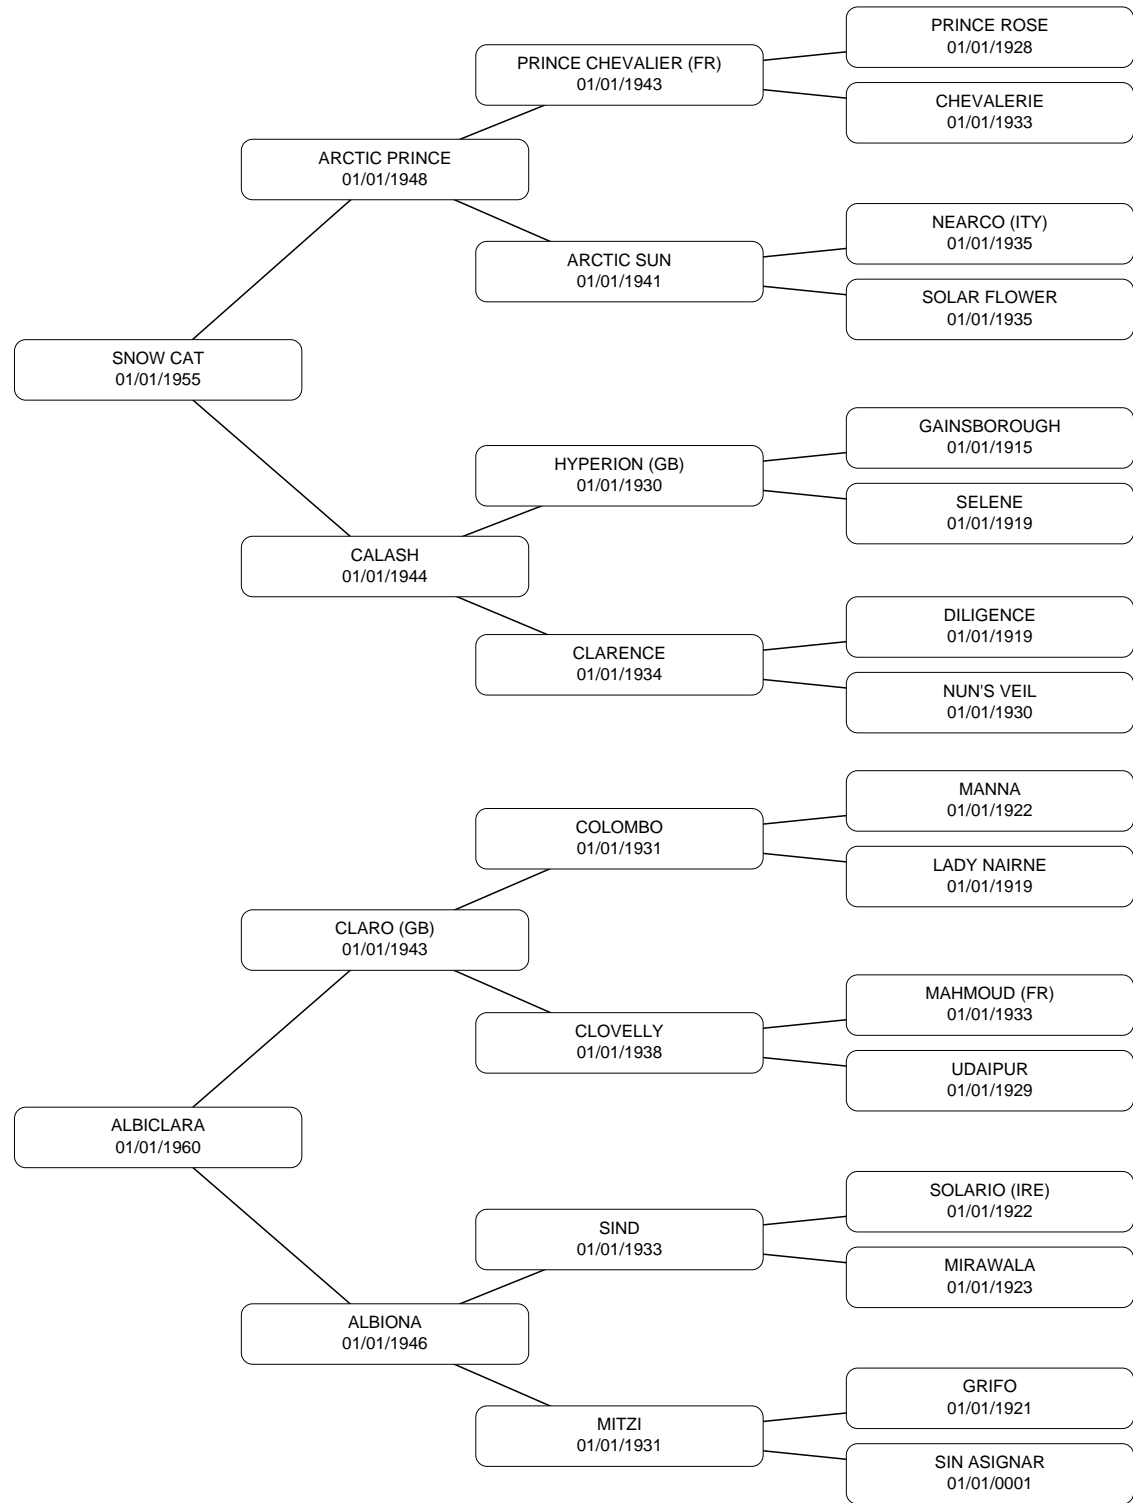 PRINCE ROSE
01/01/1928
PRINCE CHEVALIER (FR)
01/01/1943
CHEVALERIE
01/01/1933
ARCTIC PRINCE
01/01/1948
NEARCO (ITY)
01/01/1935
ARCTIC SUN
01/01/1941
SOLAR FLOWER
01/01/1935
SNOW CAT
01/01/1955
GAINSBOROUGH
01/01/1915
HYPERION (GB)
01/01/1930
SELENE
01/01/1919
CALASH
01/01/1944
DILIGENCE
01/01/1919
CLARENCE
01/01/1934
NUN'S VEIL
01/01/1930
MANNA
01/01/1922
COLOMBO
01/01/1931
LADY NAIRNE
01/01/1919
CLARO (GB)
01/01/1943
MAHMOUD (FR)
01/01/1933
CLOVELLY
01/01/1938
UDAIPUR
01/01/1929
ALBICLARA
01/01/1960
SOLARIO (IRE)
01/01/1922
SIND
01/01/1933
MIRAWALA
01/01/1923
ALBIONA
01/01/1946
GRIFO
01/01/1921
MITZI
01/01/1931
SIN ASIGNAR
01/01/0001